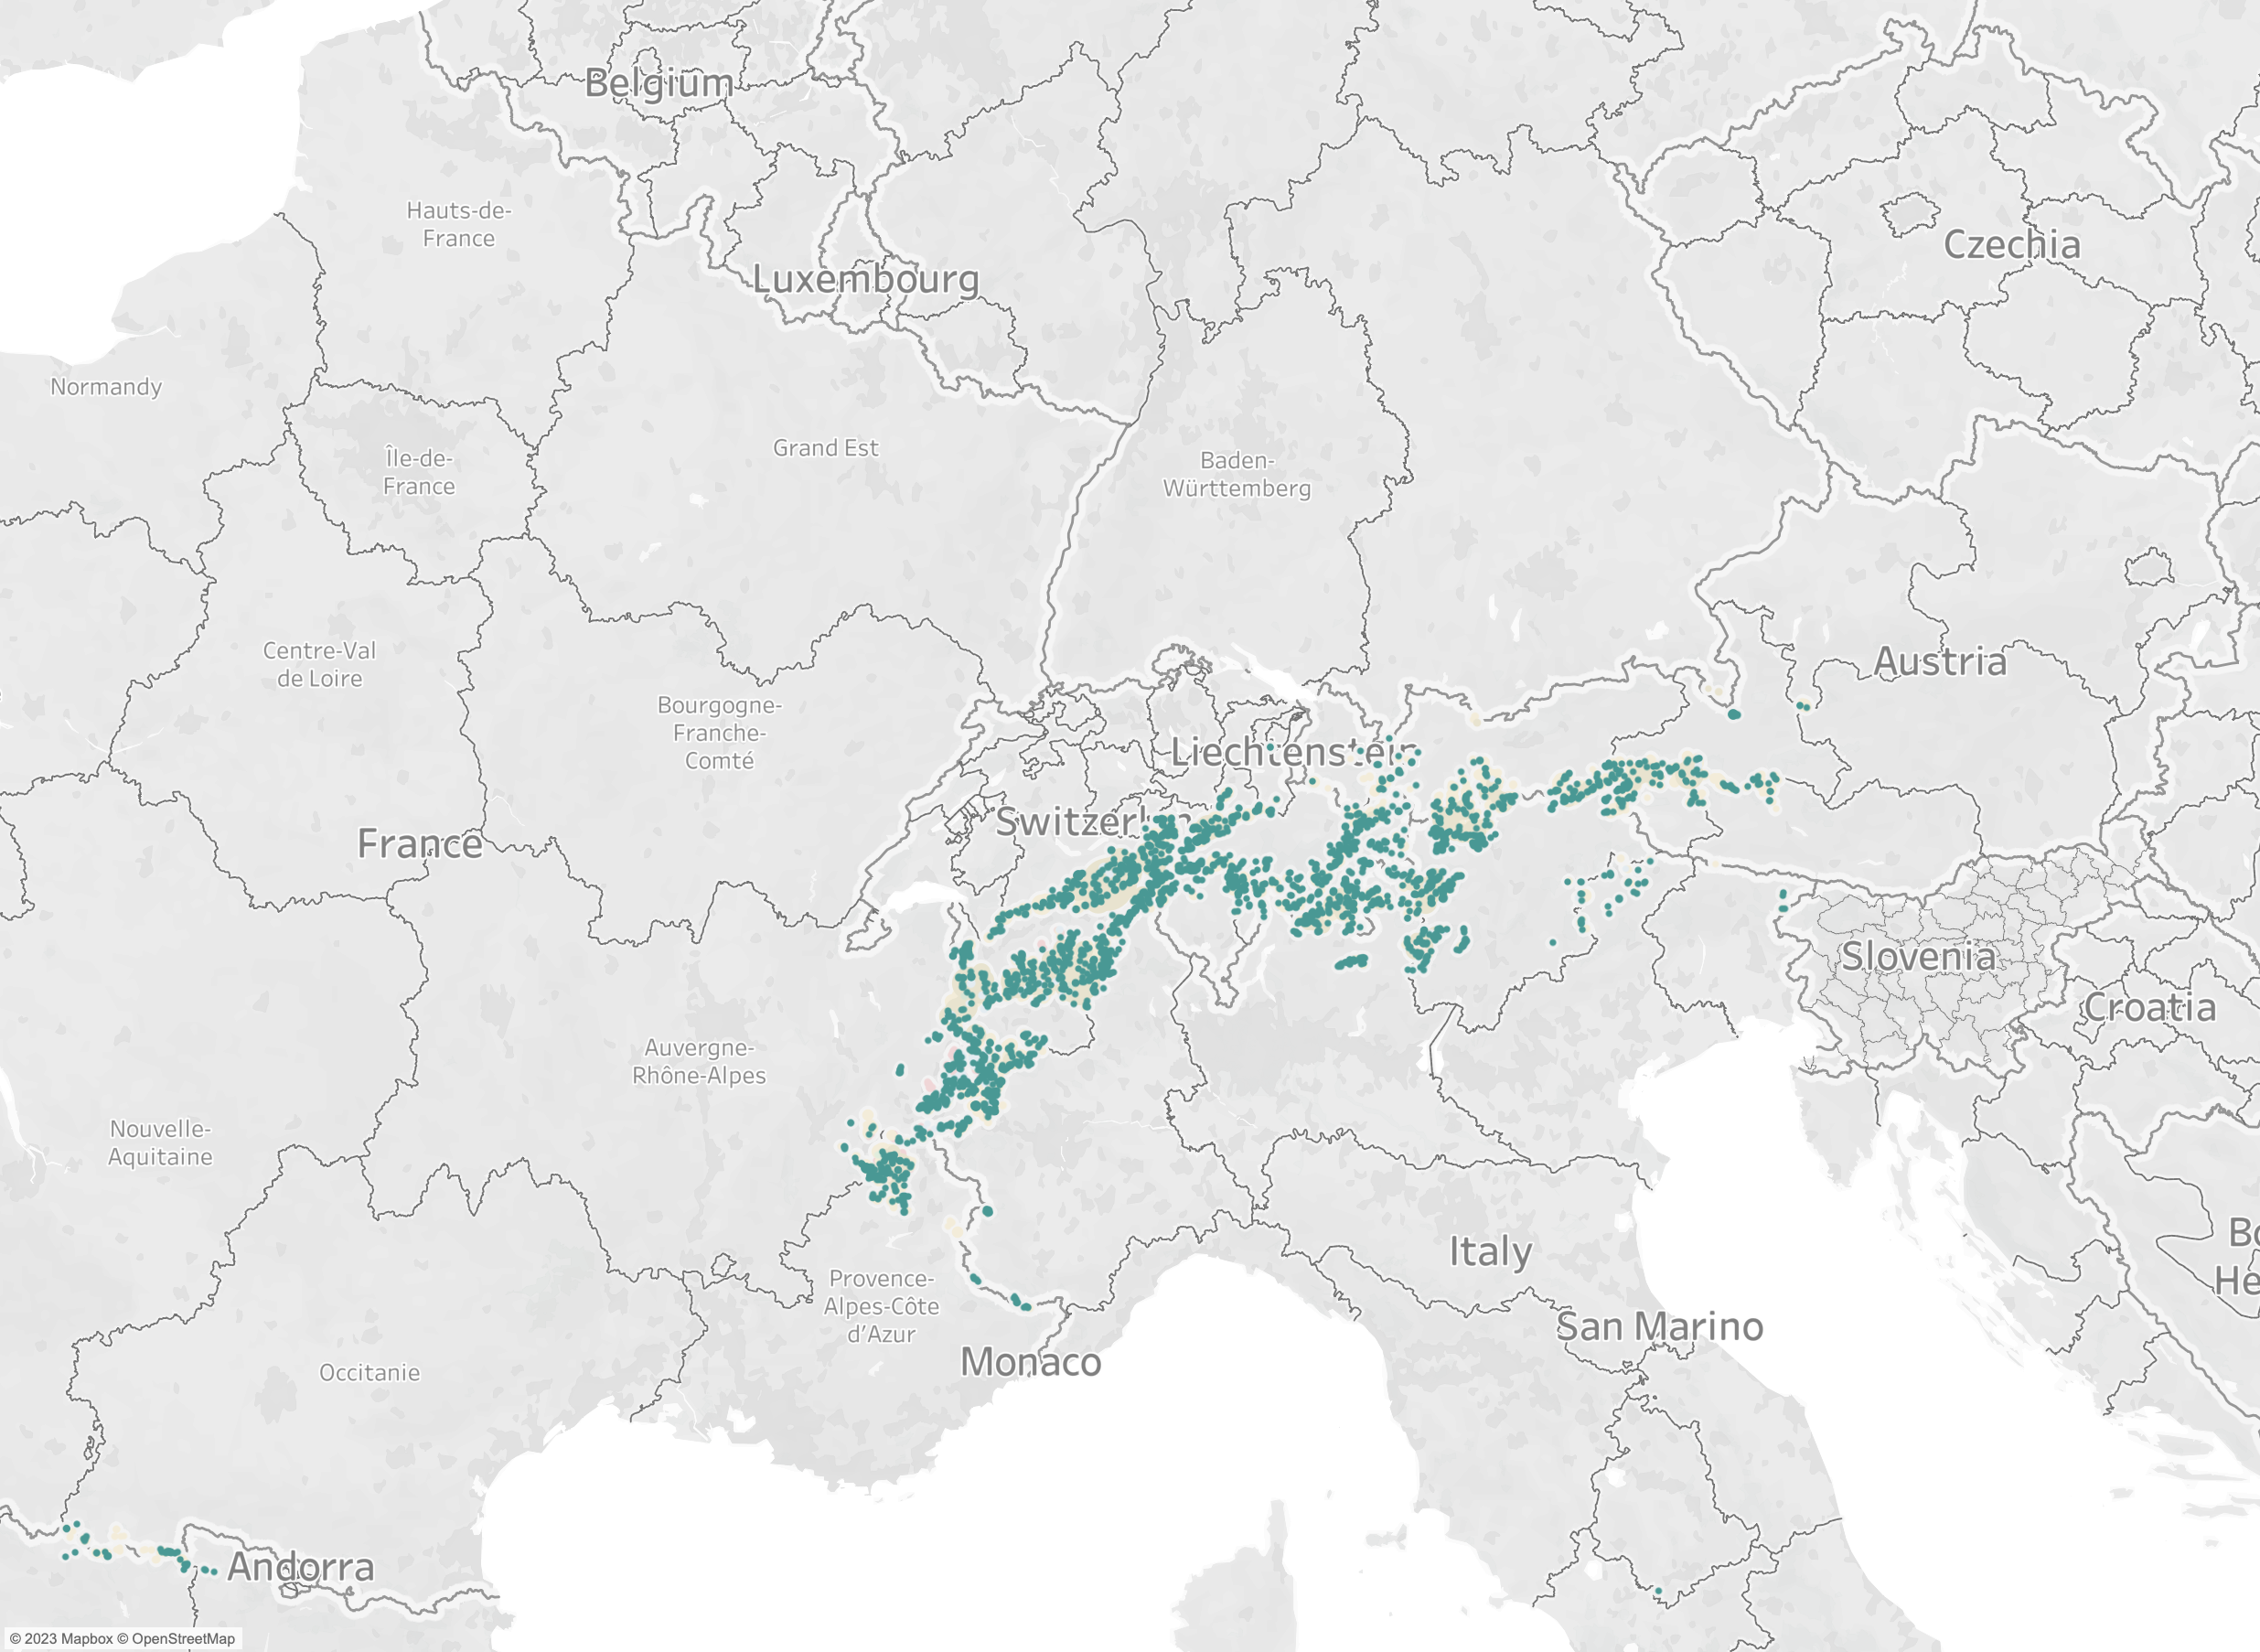 Belgium
Hauts-de-
France
Czechia
Luxembourg
Normandy
Grand Est
Île-de-
France
Baden-
Württemberg
Centre-Val
de Loire
Austria
Bourgogne-
Franche-
Comté
Liechtenstein
France
Slovenia
Croatia
Auvergne-
Rhône-Alpes
Nouvelle-
Aquitaine
Bo
He
Italy
Provence-
Alpes-Côte
d'Azur
San Marino
Monaco
Occitanie
Andorra
© 2023 Mapbox © OpenStreetMap